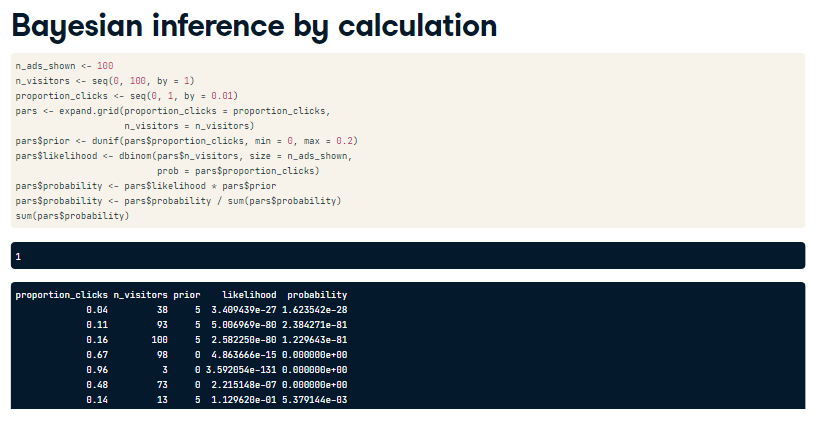 Bayesian inference by calculation
n_ads_shown <- 100
n_visitors <- seq(0, 100, by = 1)
proportion_clicks <- seq(0, 1, by = 0.01)
pars <- expand.grid(proportion_clicks = proportion_clicks,
                    n_visitors = n_visitors)
pars$prior <- dunif(pars$proportion_clicks, min = 0, max = 0.2)
pars$likelihood <- dbinom(pars$n_visitors, size = n_ads_shown,
                          prob = pars$proportion_clicks)
pars$probability <- pars$likelihood * pars$prior
pars$probability <- pars$probability / sum(pars$probability)
sum(pars$probability)
1
proportion_clicks n_visitors prior    likelihood  probability
             0.04         38     5  3.409439e-27 1.623542e-28
             0.11         93     5  5.006969e-80 2.384271e-81
             0.16        100     5  2.582250e-80 1.229643e-81
             0.67         98     0  4.863666e-15 0.000000e+00
             0.96          3     0 3.592054e-131 0.000000e+00
             0.48         73     0  2.215148e-07 0.000000e+00
             0.14         13     5  1.129620e-01 5.379144e-03